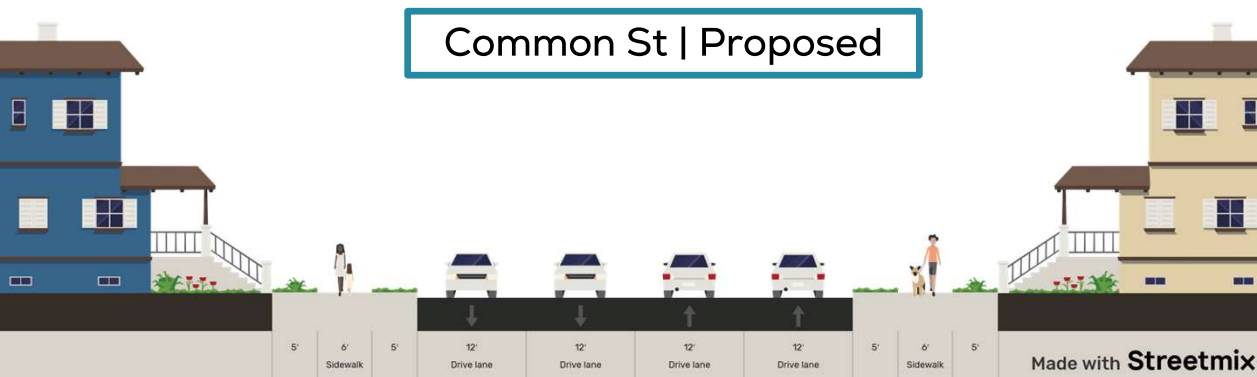 Common St | Proposed
5' 6' 5' 12' 12' 12' 12' 5' 6' 5'
Sidewalk Drive lane Drive lane Drive lane Drive lane Sidewalk
Made with Streetmix